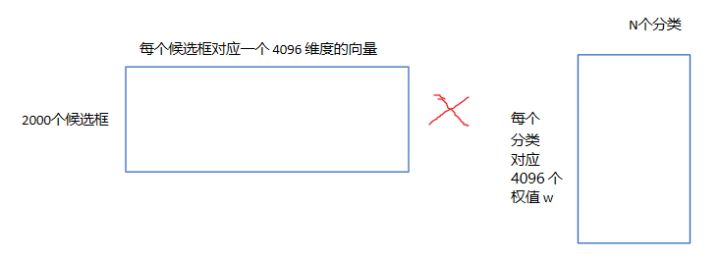 N个分类
每个候选框对应一个 4096 维度的向量
2000个候选框
每个
分类
对应
4096 个
权值 w